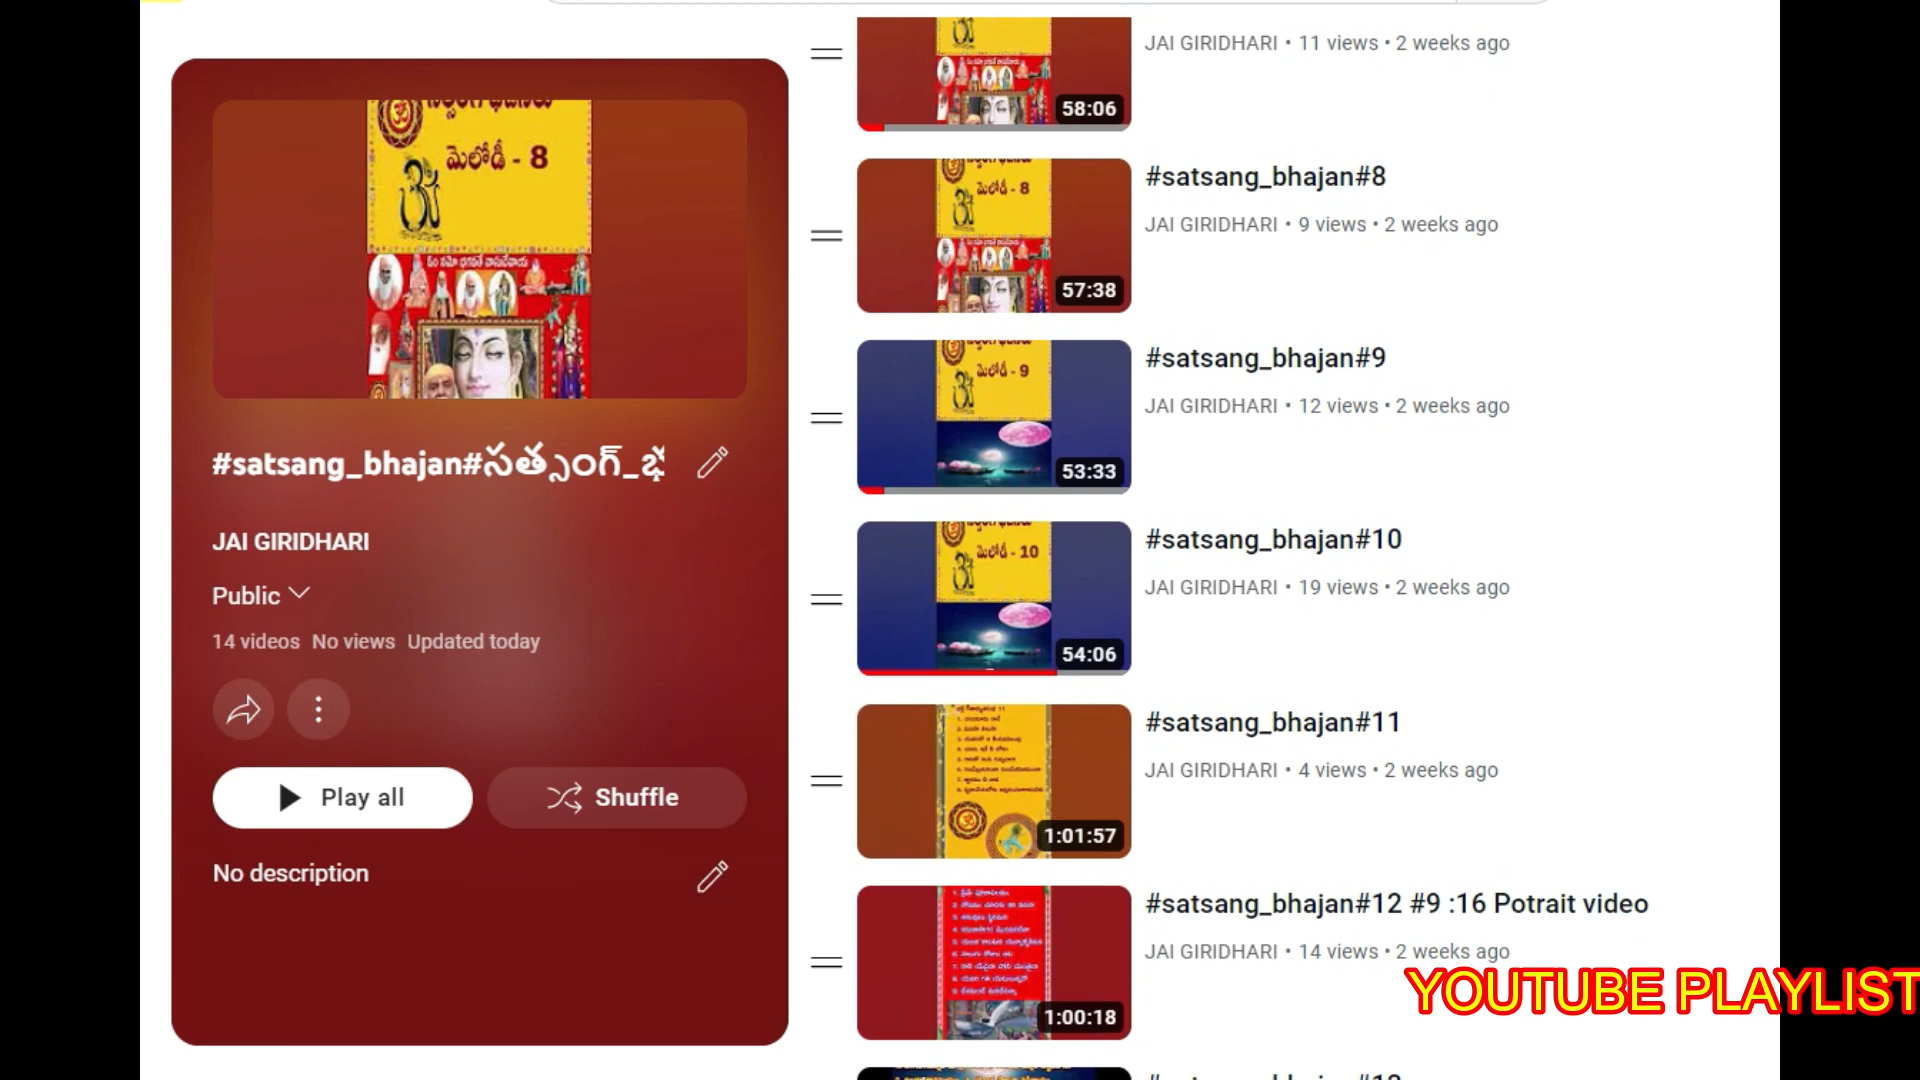 మెలోడీ - 8
ఓం నమో భగవతే వాసుదేవాయ
#satsang_bhajan#సత్సంగ్_భ
JAI GIRIDHARI
Public
14 videos No views Updated today
Play all
Shuffle
No description
JAI GIRIDHARI • 11 views • 2 weeks ago
58:06
#satsang_bhajan#8
JAI GIRIDHARI • 9 views • 2 weeks ago
మెలోడీ - 8
57:38
#satsang_bhajan#9
JAI GIRIDHARI • 12 views • 2 weeks ago
మెలోడీ - 9
53:33
#satsang_bhajan#10
JAI GIRIDHARI • 19 views • 2 weeks ago
మెలోడీ - 10
54:06
#satsang_bhajan#11
JAI GIRIDHARI • 4 views • 2 weeks ago
1:01:57
#satsang_bhajan#12 #9 :16 Potrait video
JAI GIRIDHARI • 14 views • 2 weeks ago
1:00:18
YOUTUBE PLAYLIST